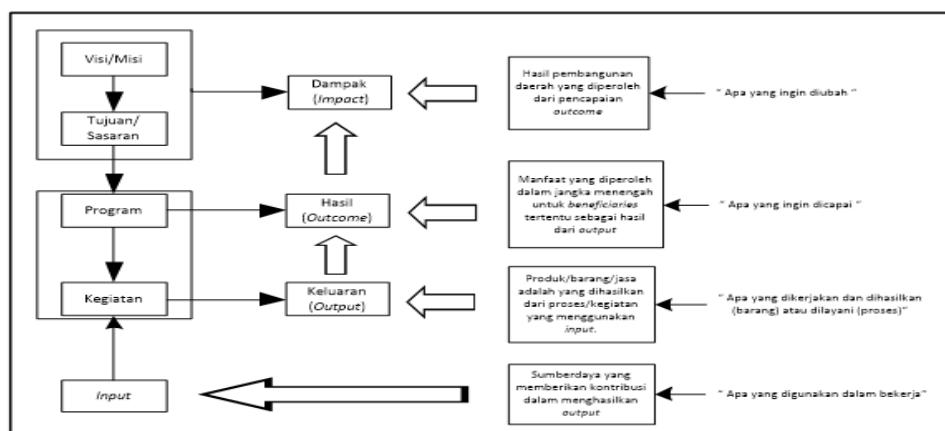 Visi/Misi
Tujuan/
Sasaran
Program
Kegiatan
Input
Dampak
(Impact)
Hasil
(Outcome)
Keluaran
(Output)
Hasil pembangunan
daerah yang diperoleh
dari pencapaian
outcome
Manfaat yang diperoleh
dalam jangka menengah
untuk beneficiaries
tertentu sebagai hasil
dari output
Produk/barang/jasa
adalah yang dihasilkan
dari proses/kegiatan
yang menggunakan
input.
Sumberdaya yang
memberikan kontribusi
dalam menghasilkan
output
" Apa yang ingin diubah "
" Apa yang ingin dicapai "
" Apa yang dikerjakan dan dihasilkan
(barang) atau dilayani (proses)"
" Apa yang digunakan dalam bekerja"